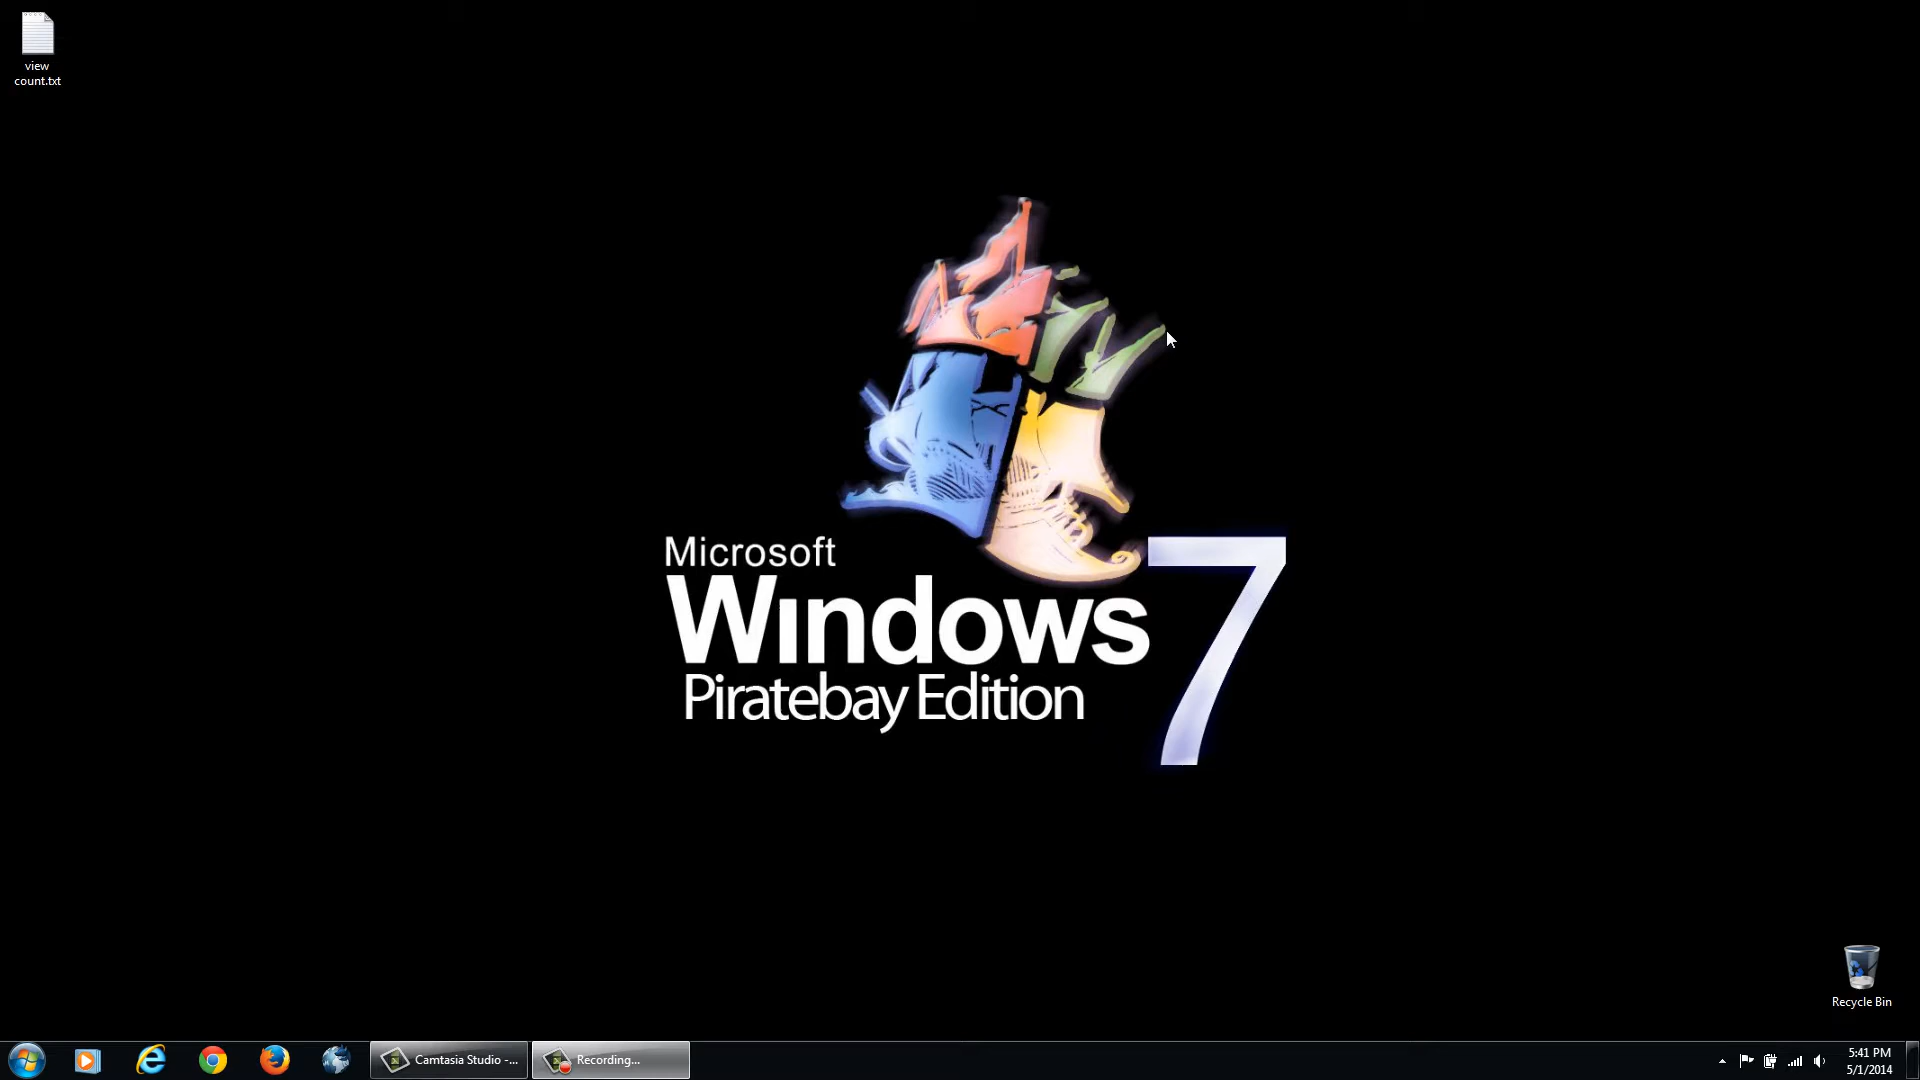 view
count.txt
Microsoft
Windows 7
Piratebay Edition
Recycle Bin
Camtasia Studio -...
Recording...
5:41 PM
5/1/2014